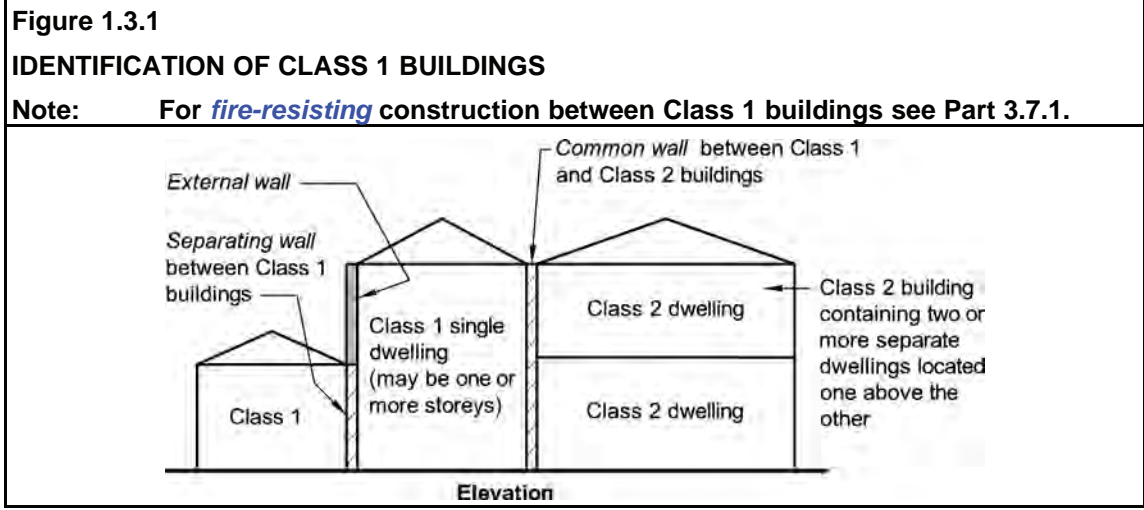 Figure 1.3.1
IDENTIFICATION OF CLASS 1 BUILDINGS
Note: For fire-resisting construction between Class 1 buildings see Part 3.7.1.
Common wall between Class 1
and Class 2 buildings
External wall
Separating wall
between Class 1
buildings
Class 1 single
dwelling
(may be one or
more storeys)
Class 1
Class 2 dwelling
Class 2 dwelling
Class 2 building
containing two or
more separate
dwellings located
one above the
other
Elevation